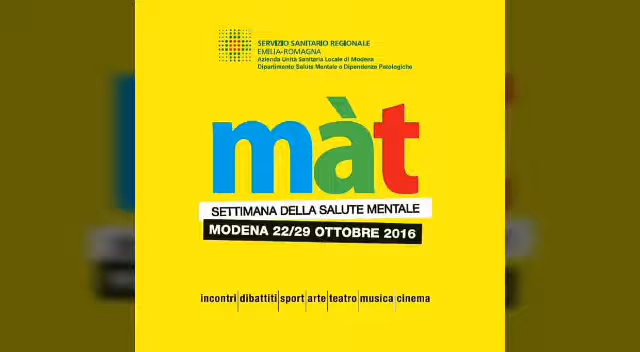 SERVIZIO SANITARIO REGIONALE
EMILIA-ROMAGNA
Azienda Unità Sanitaria Locale di Modena
Dipartimento Salute Mentale e Dipendenze Patologiche
màt
SETTIMANA DELLA SALUTE MENTALE
MODENA 22/29 OTTOBRE 2016
incontri|dibattiti|sport|arte|teatro|musica|cinema